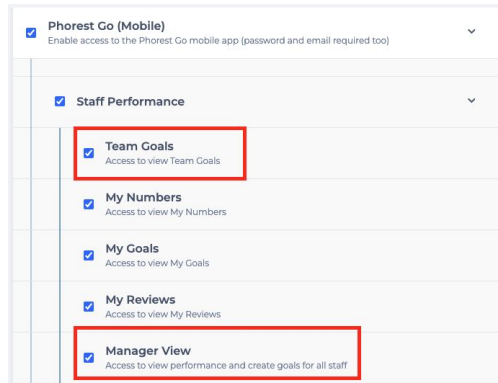 Phorest Go (Mobile)
Enable access to the Phorest Go mobile app (password and email required too)
Staff Performance
Team Goals
Access to view Team Goals
My Numbers
Access to view My Numbers
My Goals
Access to view My Goals
My Reviews
Access to view My Reviews
Manager View
Access to view performance and create goals for all staff